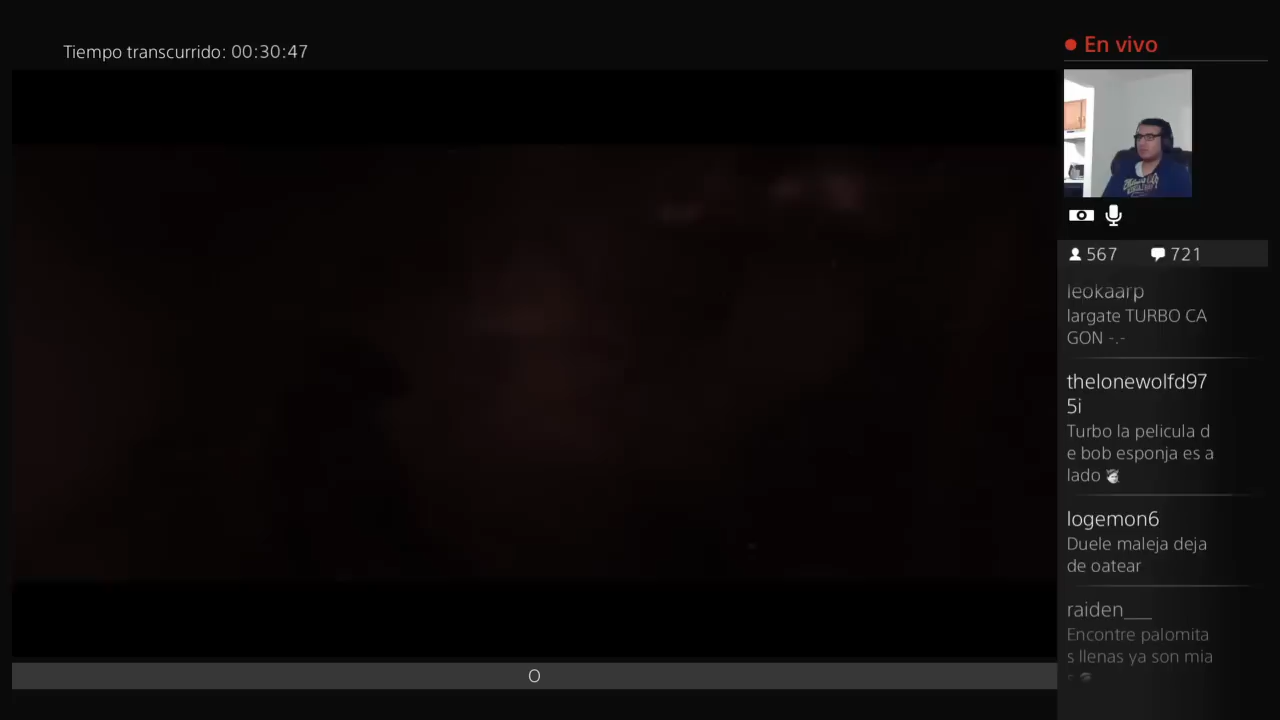 Tiempo transcurrido: 00:30:47
En vivo
567 721
leokaarp
largate TURBO CA
GON -.-
thelonewolfd97
5i
Turbo la pelicula d
e bob esponja es a
lado
logemon6
Duele maleja deja
de oatear
raiden___
Encontre palomita
s llenas ya son mia
O